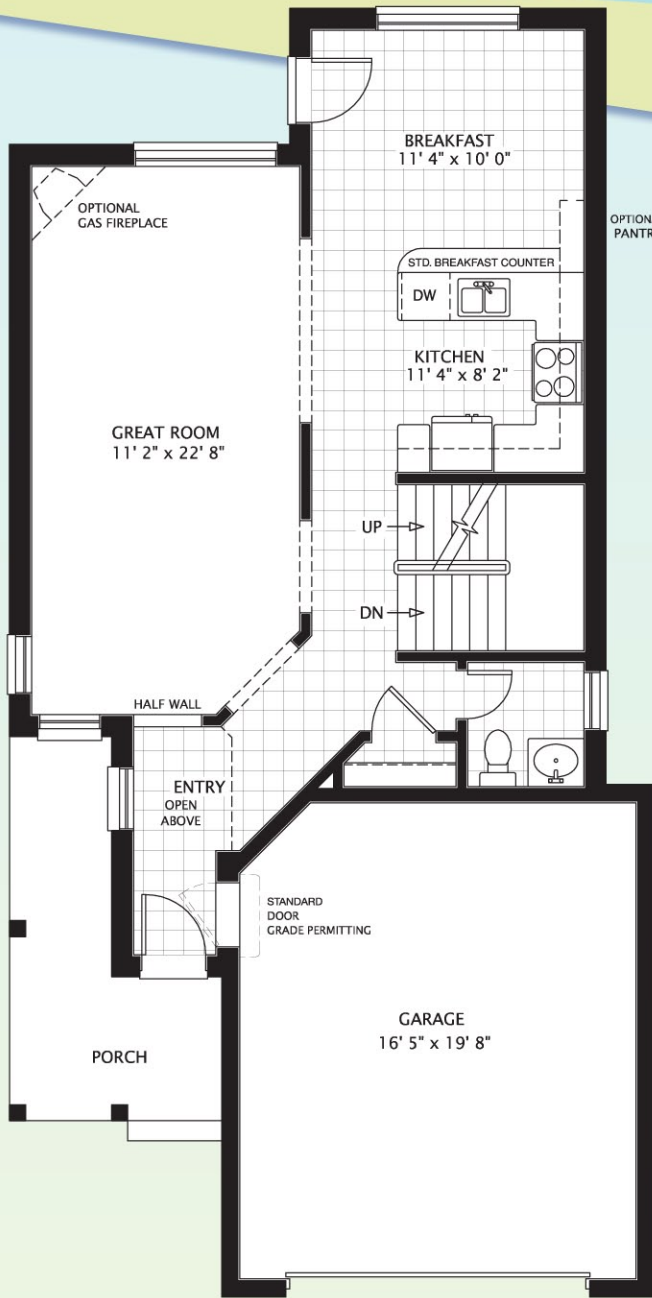 BREAKFAST
11' 4" x 10' 0"
OPTIONAL
GAS FIREPLACE
PANTR
STD. BREAKFAST COUNTER
DW
KITCHEN
11' 4" x 8' 2"
GREAT ROOM
11' 2" x 22' 8"
UP
DN
HALF WALL
ENTRY
OPEN
ABOVE
STANDARD
DOOR
GRADE PERMITTING
GARAGE
16' 5" x 19' 8"
PORCH